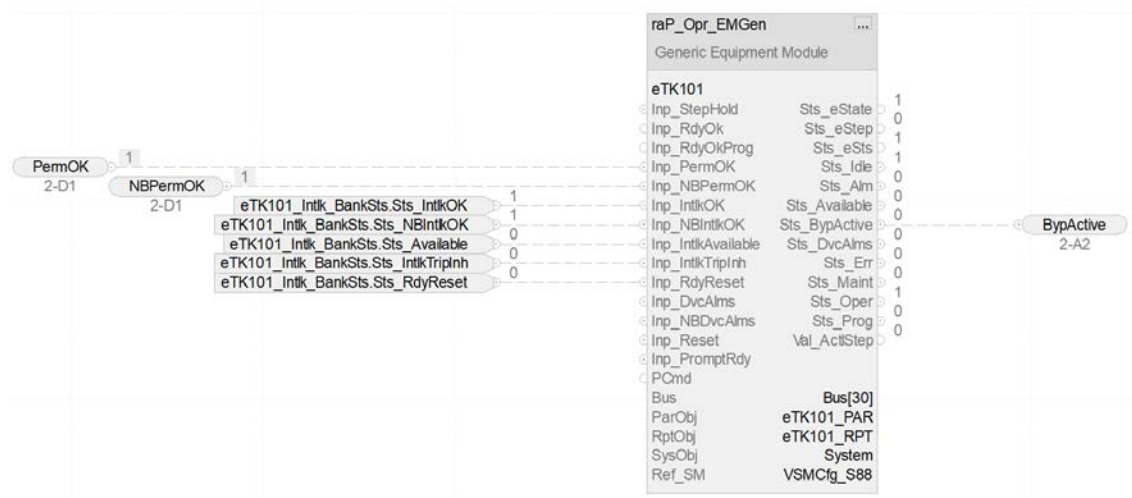 raP_Opr_EMGen ...
Generic Equipment Module
eTK101
Inp_StepHold Sts_eState 1
Inp_RdyOk Sts_eStep 0
Inp_RdyOkProg Sts_eSts 1
PermOK 1 Inp_PermOK Sts_Idle 1
2-D1
NBPermOK 1 Inp_NBPermOK Sts_Alm 0
2-D1
eTK101_Intlk_BankSts.Sts_IntlkOK 1 Inp_IntlkOK Sts_Available 0
eTK101_Intlk_BankSts.Sts_NBIntlkOK 1 Inp_NBIntlkOK Sts_BypActive 0 BypActive
2-A2
eTK101_Intlk_BankSts.Sts_Available 0 Inp_IntlkAvailable Sts_DvcAlms 0
eTK101_Intlk_BankSts.Sts_IntlkTripInh 0 Inp_IntlkTripInh Sts_Err 0
eTK101_Intlk_BankSts.Sts_RdyReset 0 Inp_RdyReset Sts_Maint 0
Inp_DvcAlms Sts_Oper 1
Inp_NBDvcAlms Sts_Prog 0
Inp_Reset Val_ActlStep 0
Inp_PromptRdy
PCmd
Bus Bus[30]
ParObj eTK101_PAR
RptObj eTK101_RPT
SysObj System
Ref_SM VSMCfg_S88